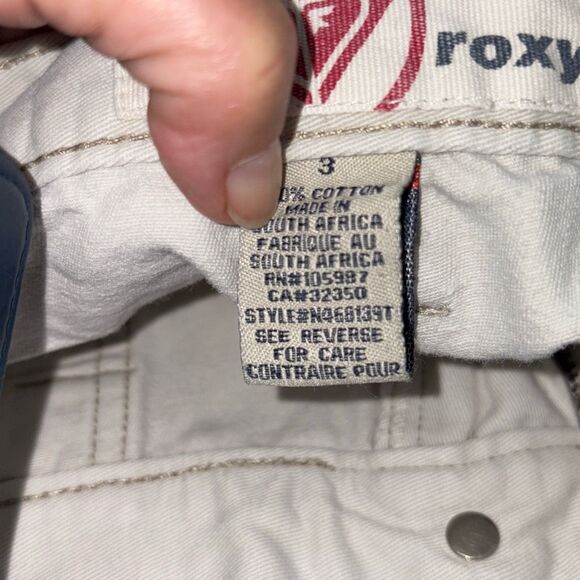 roxy
3
0% COTTON
MADE IN
SOUTH AFRICA
FABRIQUE AU
SOUTH AFRICA
RN#105987
CA#32350
STYLE#N468139T
SEE REVERSE
FOR CARE
CONTRAIRE POUR